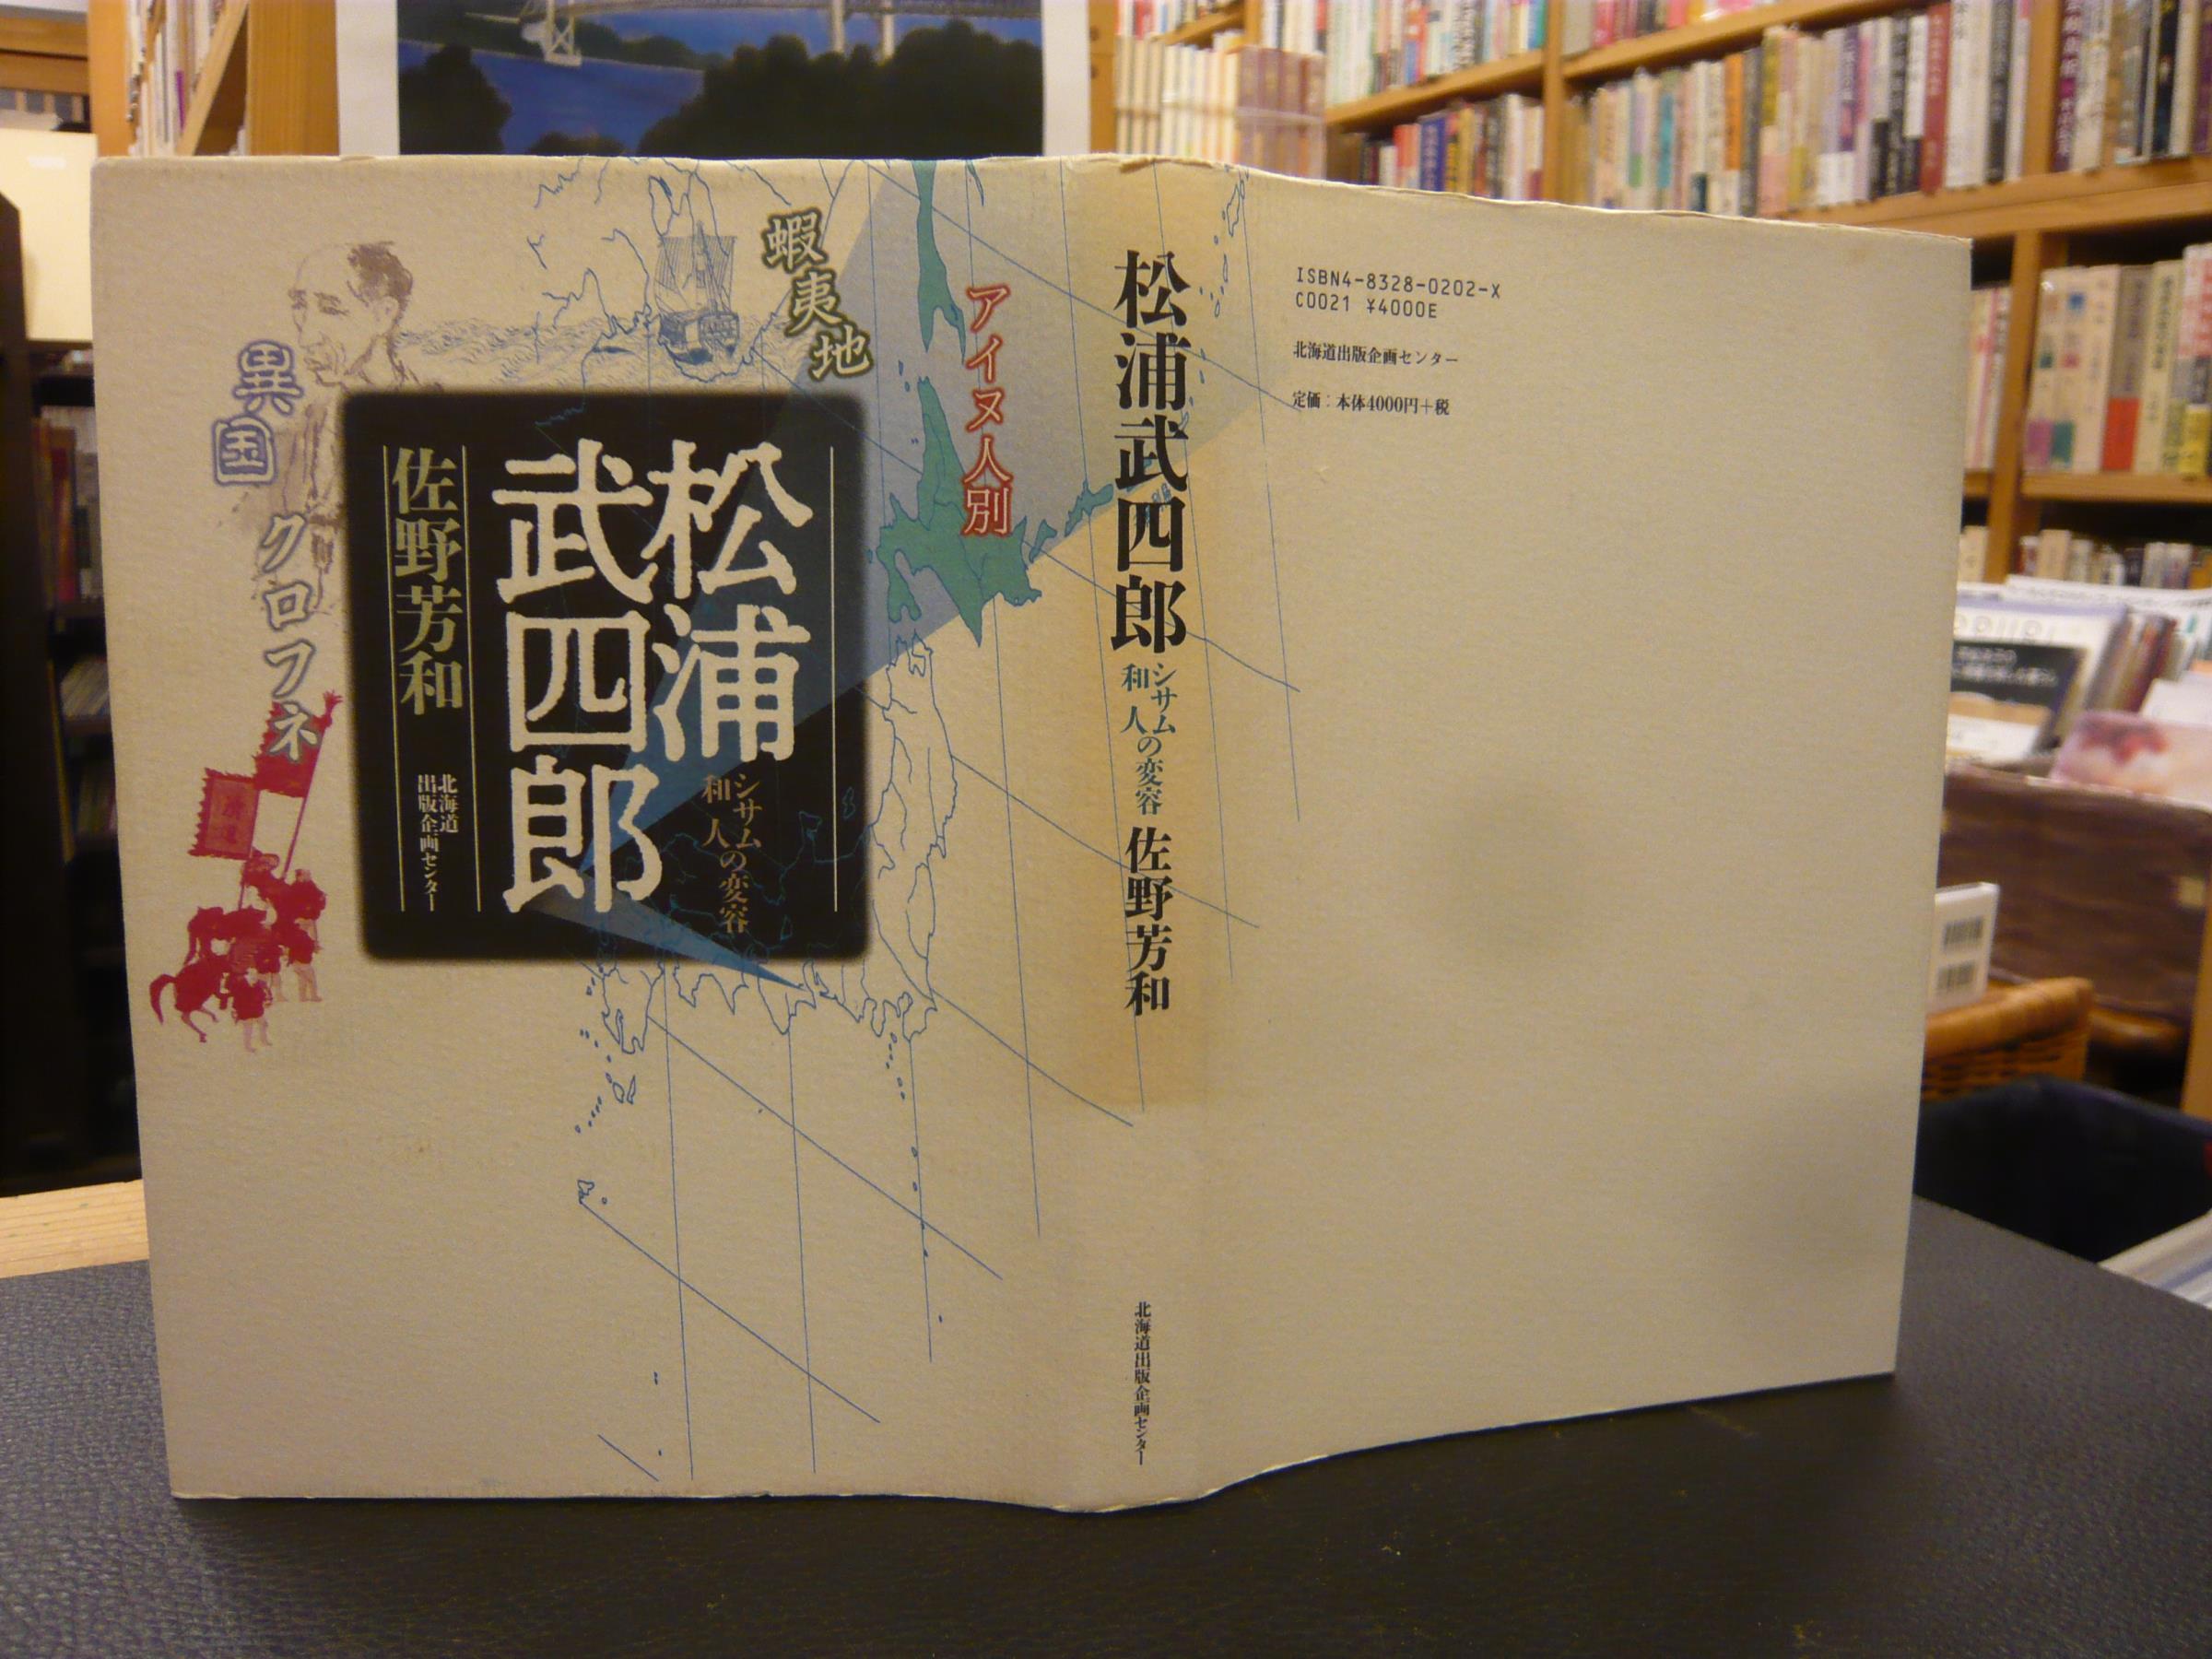 蝦夷地
アイヌ人別
異国
クロフネ
松浦
武四郎
シサム
和人の変容
佐野芳和
北海道
出版企画センター
松浦武四郎
シサム
和人の変容
佐野芳和
北海道出版企画センター
ISBN4-8328-0202-X
C0021 ¥4000E
北海道出版企画センター
定価：本体4000円＋税